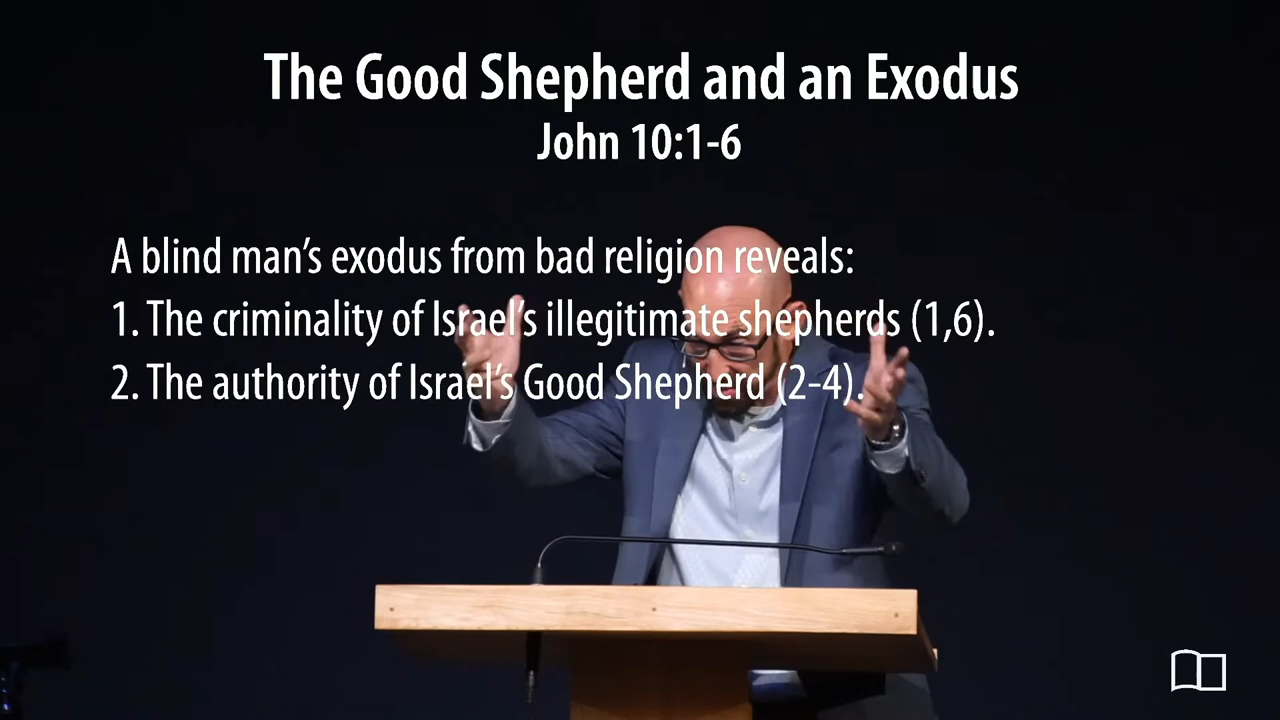 The Good Shepherd and an Exodus
John 10:1-6
A blind man’s exodus from bad religion reveals:
1. The criminality of Israel’s illegitimate shepherds (1,6).
2. The authority of Israel’s Good Shepherd (2-4).